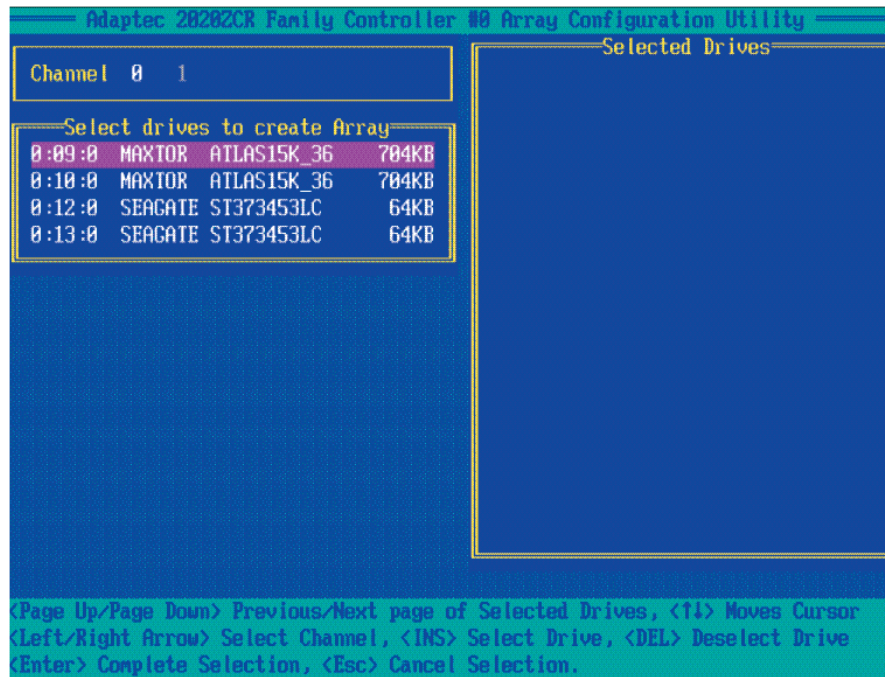 Adaptec 2020ZCR Family Controller #0 Array Configuration Utility
Channel 0 1
Select drives to create Array
0:09:0 MAXTOR ATLAS15K_36 704KB
0:10:0 MAXTOR ATLAS15K_36 704KB
0:12:0 SEAGATE ST373453LC 64KB
0:13:0 SEAGATE ST373453LC 64KB
Selected Drives
<Page Up/Page Down> Previous/Next page of Selected Drives, <↑↓> Moves Cursor
<Left/Right Arrow> Select Channel, <INS> Select Drive, <DEL> Deselect Drive
<Enter> Complete Selection, <Esc> Cancel Selection.